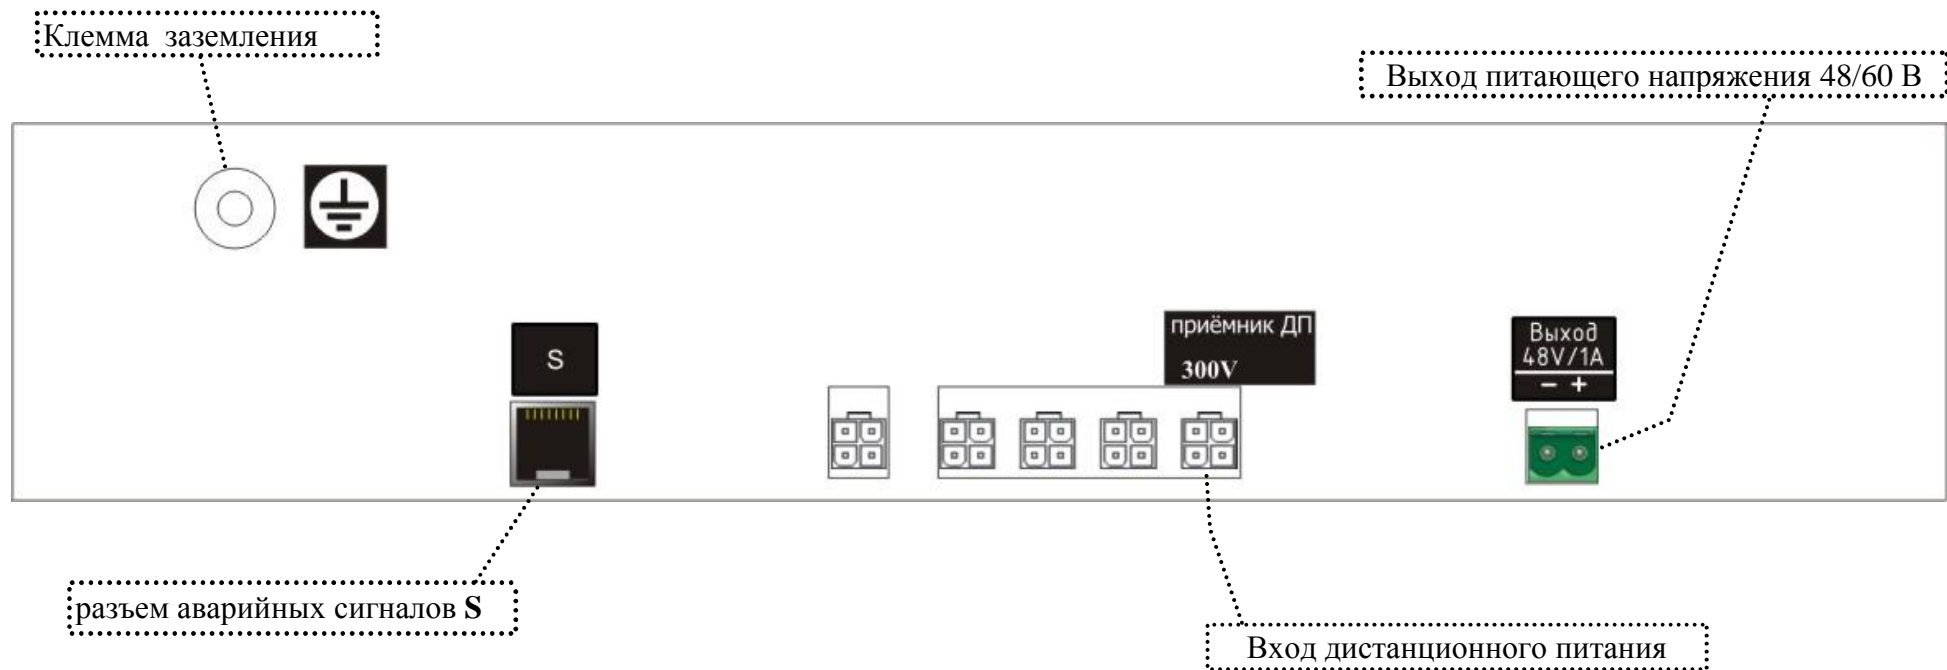 Клемма заземления
Выход питающего напряжения 48/60 В
приёмник ДП
300V
S
Выход
48V/1A
− +
разъем аварийных сигналов S
Вход дистанционного питания